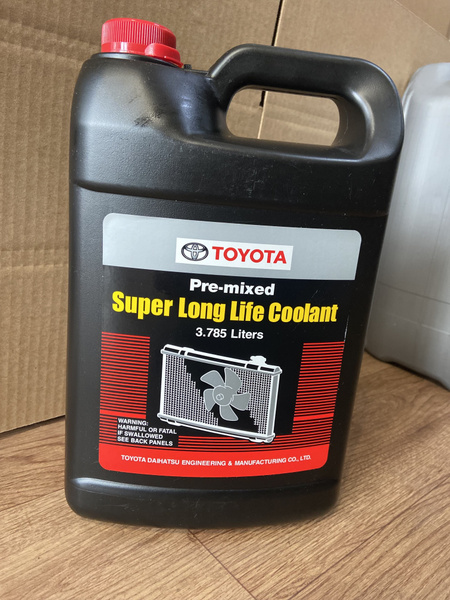 TOYOTA
Pre-mixed
Super Long Life Coolant
3.785 Liters
WARNING:
HARMFUL OR FATAL
IF SWALLOWED
SEE BACK PANELS
TOYOTA DAIHATSU ENGINEERING & MANUFACTURING CO., LTD.